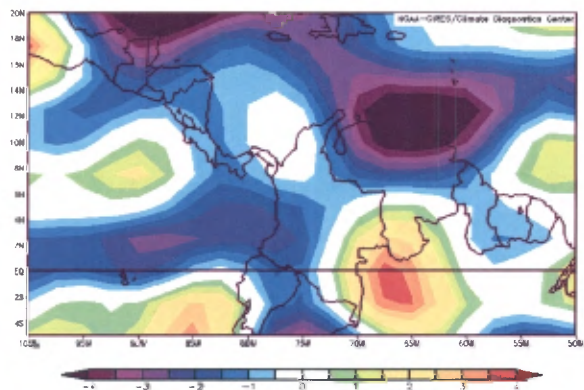 NOAA-CIRES/Climate Diagnostics Center
20N
18N
16N
14N
12N
10N
8N
6N
4N
2N
EQ
2S
4S
100W 95W 90W 85W 80W 75W 70W 65W 60W 55W 50W
-4 -3 -2 -1 0 1 2 3 4